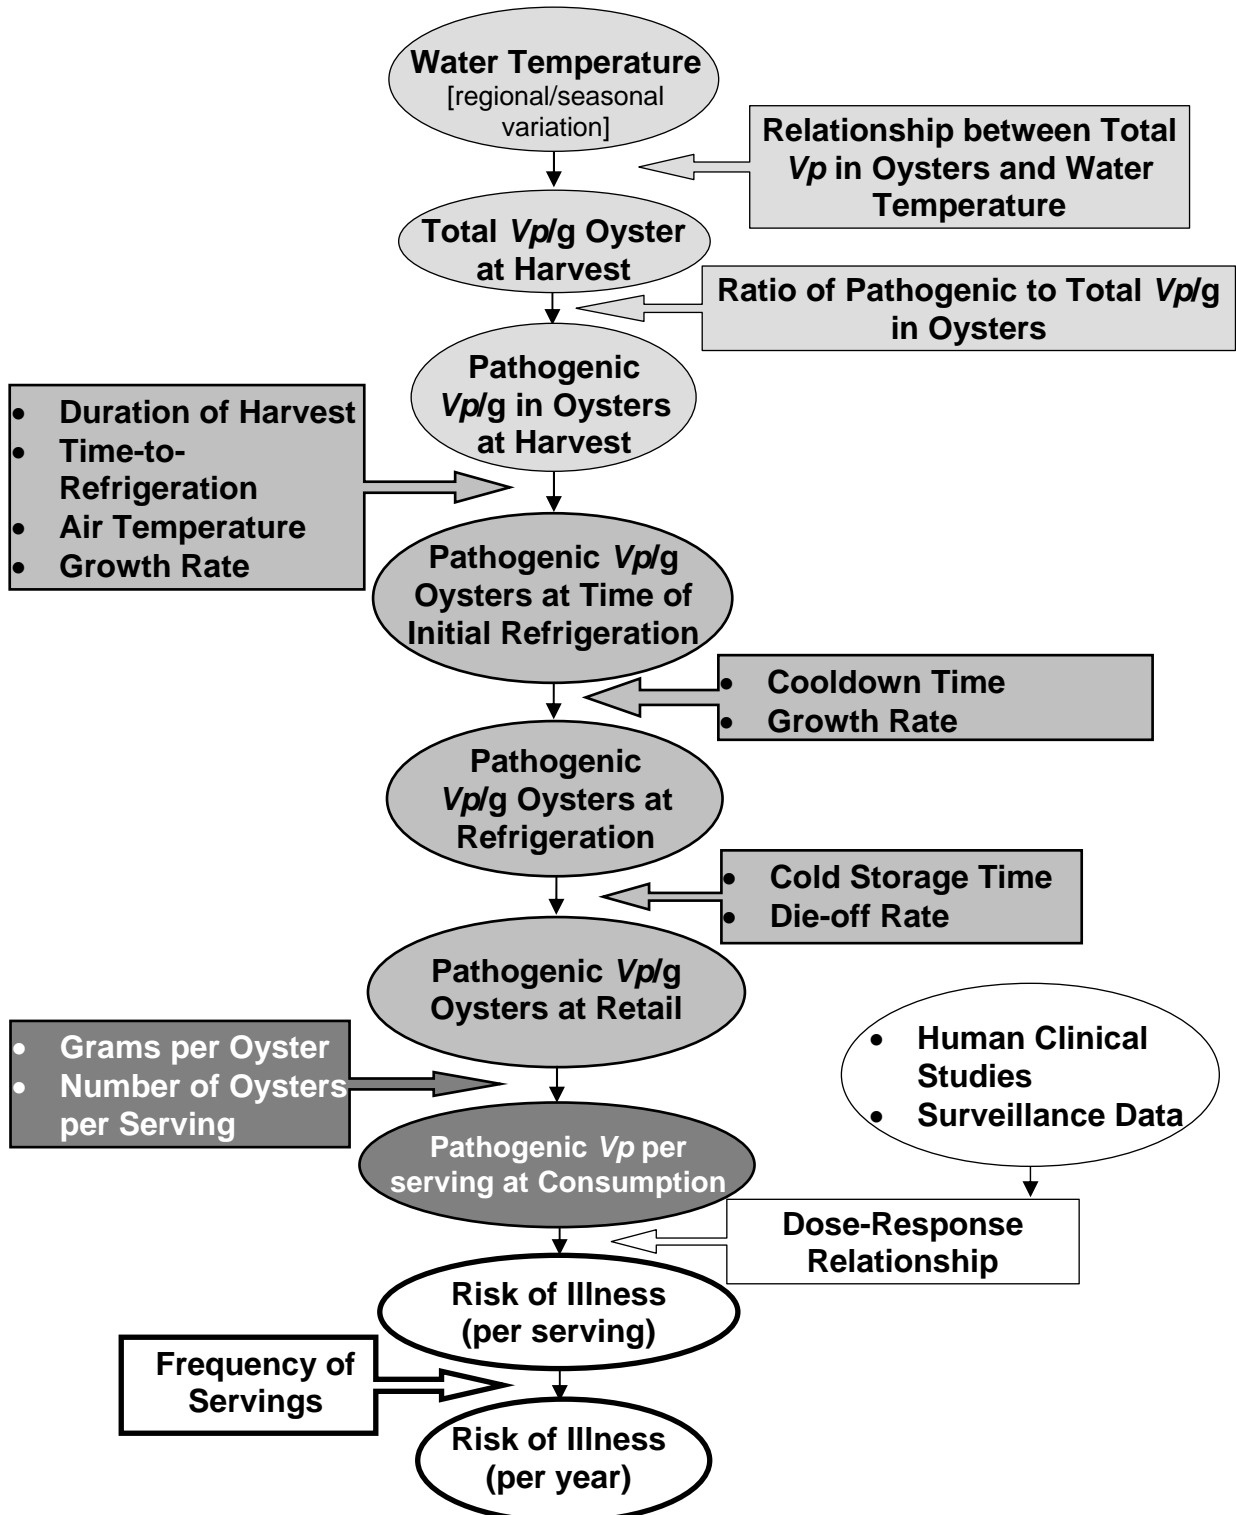 Water Temperature
[regional/seasonal
variation]
Relationship between Total
Vp in Oysters and Water
Temperature
Total Vp/g Oyster
at Harvest
Ratio of Pathogenic to Total Vp/g
in Oysters
Pathogenic
Vp/g in Oysters
at Harvest
• Duration of Harvest
• Time-to-
Refrigeration
• Air Temperature
• Growth Rate
Pathogenic Vp/g
Oysters at Time of
Initial Refrigeration
• Cooldown Time
• Growth Rate
Pathogenic
Vp/g Oysters at
Refrigeration
• Cold Storage Time
• Die-off Rate
Pathogenic Vp/g
Oysters at Retail
• Grams per Oyster
• Number of Oysters
per Serving
• Human Clinical
Studies
• Surveillance Data
Pathogenic Vp per
serving at Consumption
Dose-Response
Relationship
Risk of Illness
(per serving)
Frequency of
Servings
Risk of Illness
(per year)